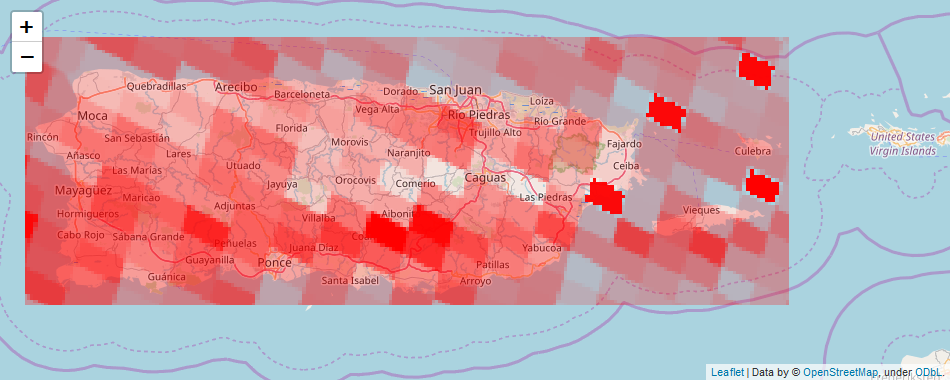 +
−
Quebradillas
Arecibo
Barceloneta
Dorado
San Juan
Loiza
Moca
Vega Alta
Río Piedras
Río Grande
Rincón
San Sebastián
Florida
Trujillo Alto
Fajardo
Añasco
Lares
Morovis
Naranjito
Ceiba
Culebra
United States
Virgin Islands
Las Marías
Utuado
Mayagüez
Maricao
Jayuya
Orocovis
Comerío
Caguas
Las Piedras
Hormigueros
Adjuntas
Villalba
Aibonit
Vieques
Cabo Rojo
Sábana Grande
Peñuelas
Juana Díaz
Coa
Yabucoa
Guayanilla
Ponce
Patillas
Guánica
Santa Isabel
Arroyo
Leaflet | Data by © OpenStreetMap, under ODbL.